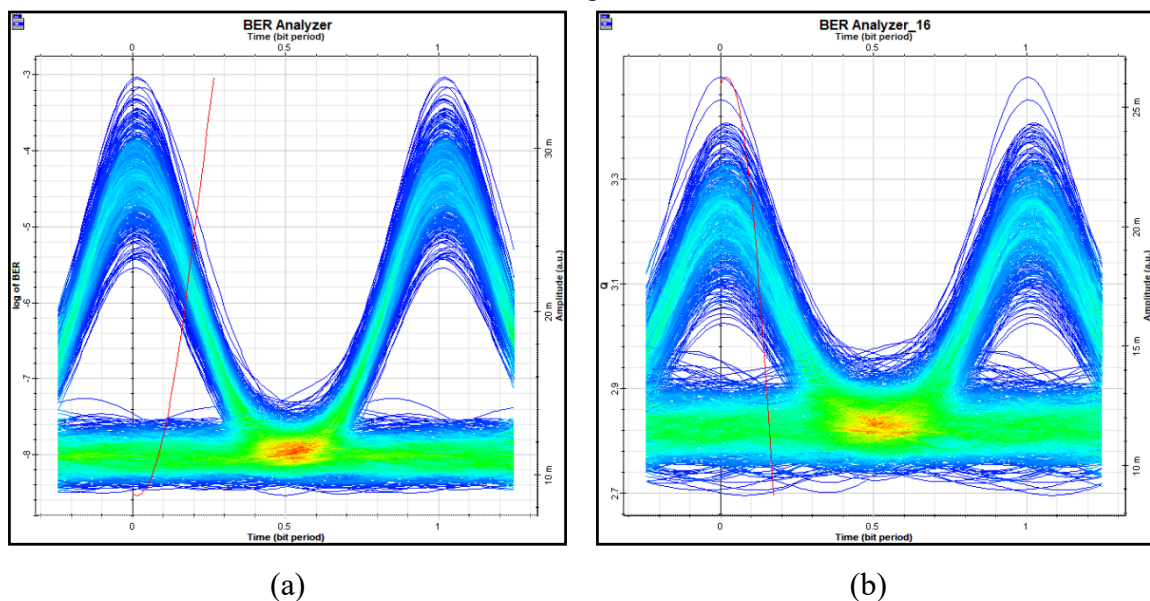 BER Analyzer
Time (bit period)
0 0.5 1
-3
-4
-5
-6
-7
-8
log of BER
30 m
20 m
10 m
Amplitude (a.u.)
0 0.5 1
Time (bit period)
(a)
BER Analyzer_16
Time (bit period)
0 0.5 1
3.3
3.1
2.9
2.7
Q
25 m
20 m
15 m
10 m
Amplitude (a.u.)
0 0.5 1
Time (bit period)
(b)